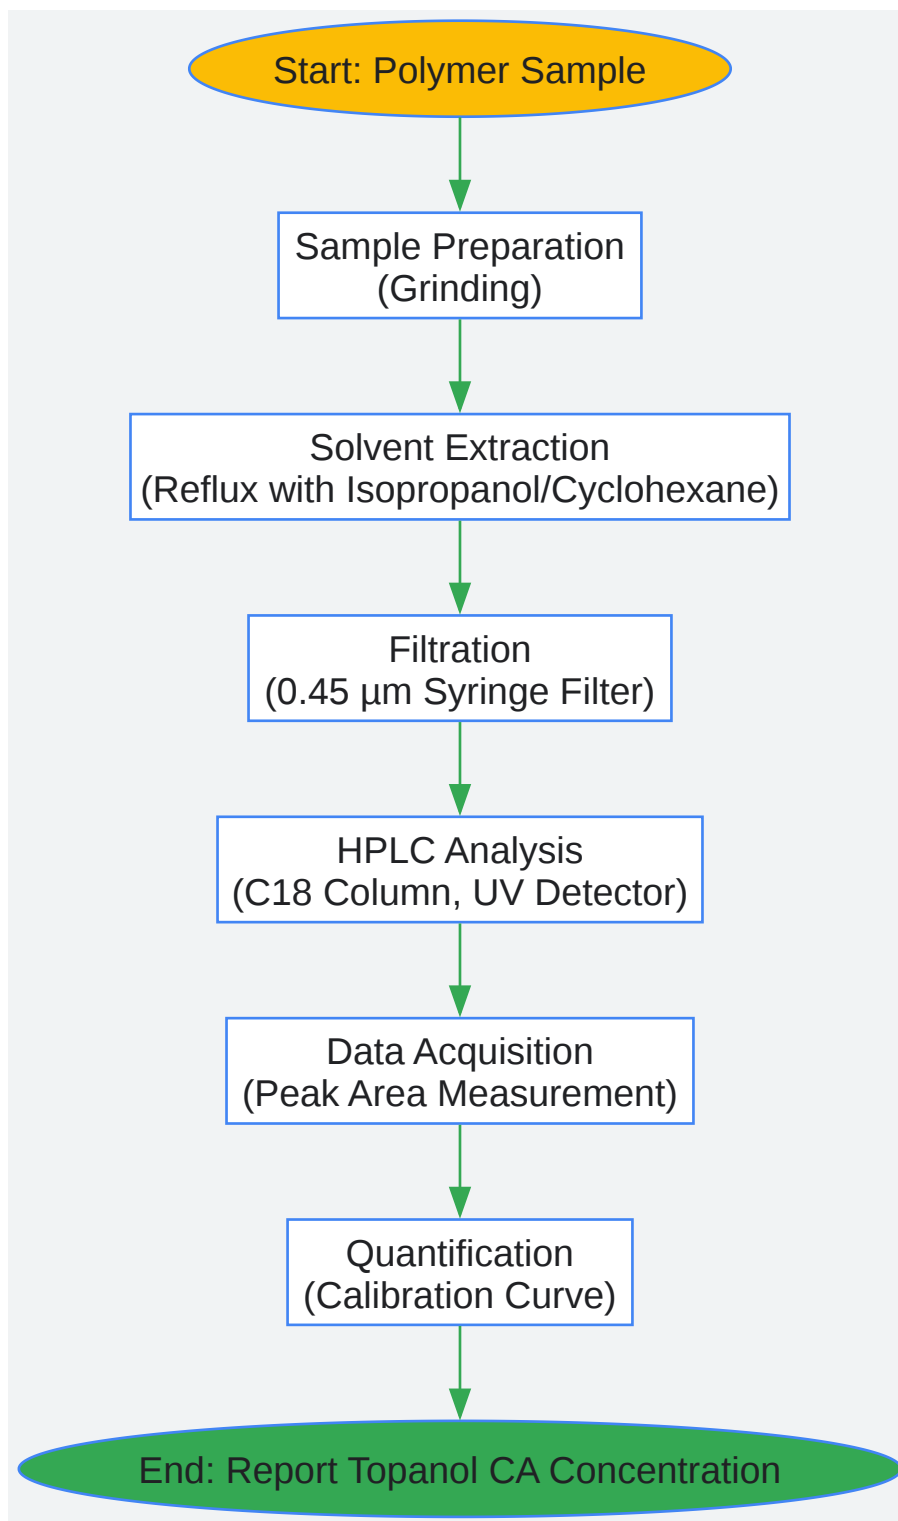 Start: Polymer Sample
Sample Preparation
(Grinding)
Solvent Extraction
(Reflux with Isopropanol/Cyclohexane)
Filtration
(0.45 µm Syringe Filter)
HPLC Analysis
(C18 Column, UV Detector)
Data Acquisition
(Peak Area Measurement)
Quantification
(Calibration Curve)
End: Report Topanol CA Concentration